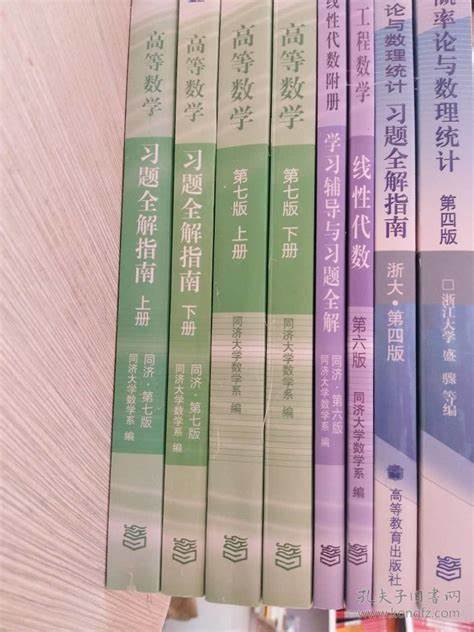 率论与数理统计 第四版 浙江大学 盛骤等 编
论与数理统计 习题全解指南 浙大·第四版 高等教育出版社
工程数学 线性代数 第六版 同济大学数学系 编
线性代数附册 学习辅导与习题全解 同济·第六版
同济大学数学系 编
高等数学 第七版 下册 同济大学数学系 编
高等数学 第七版 上册 同济大学数学系 编
高等数学 习题全解指南 下册 同济·第七版
同济大学数学系 编
高等数学 习题全解指南 上册 同济·第七版
同济大学数学系 编
孔夫子旧书网